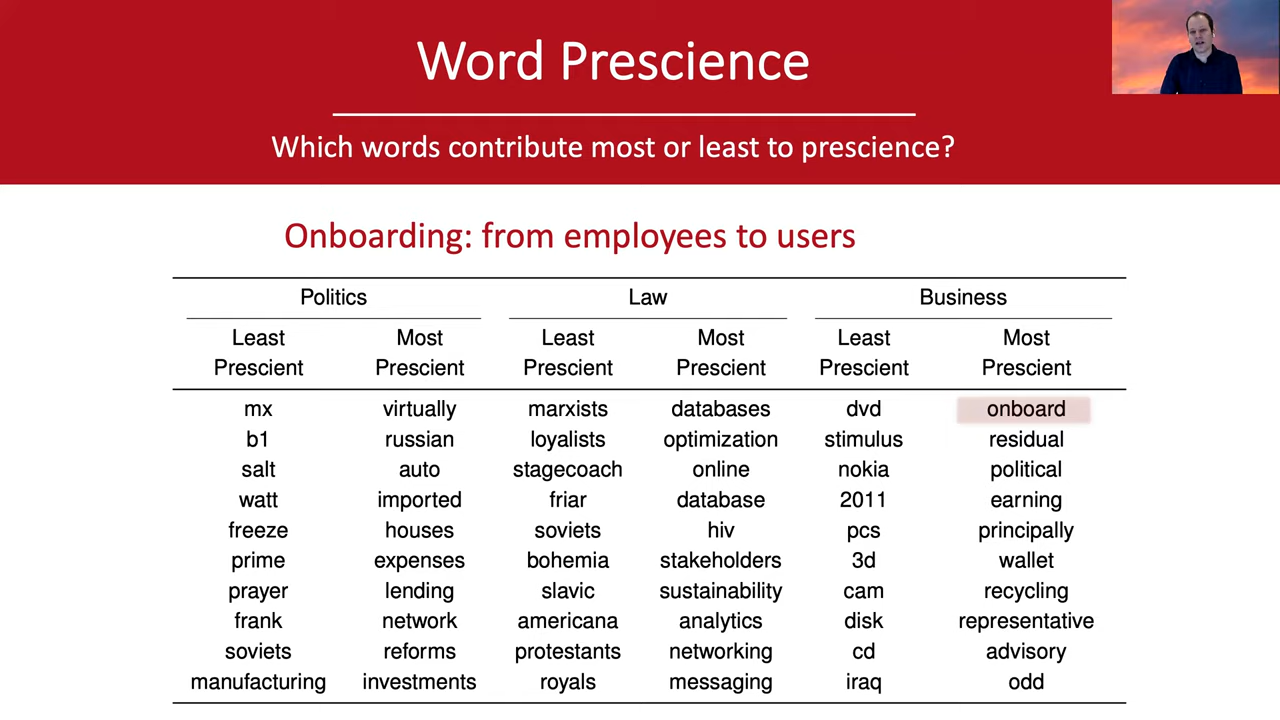 Word Prescience
Which words contribute most or least to prescience?
Onboarding: from employees to users
Politics Law Business
Least Most Least Most Least Most
Prescient Prescient Prescient Prescient Prescient Prescient
mx virtually marxists databases dvd onboard
b1 russian loyalists optimization stimulus residual
salt auto stagecoach online nokia political
watt imported friar database 2011 earning
freeze houses soviets hiv pcs principally
prime expenses bohemia stakeholders 3d wallet
prayer lending slavic sustainability cam recycling
frank network americana analytics disk representative
soviets reforms protestants networking cd advisory
manufacturing investments royals messaging iraq odd